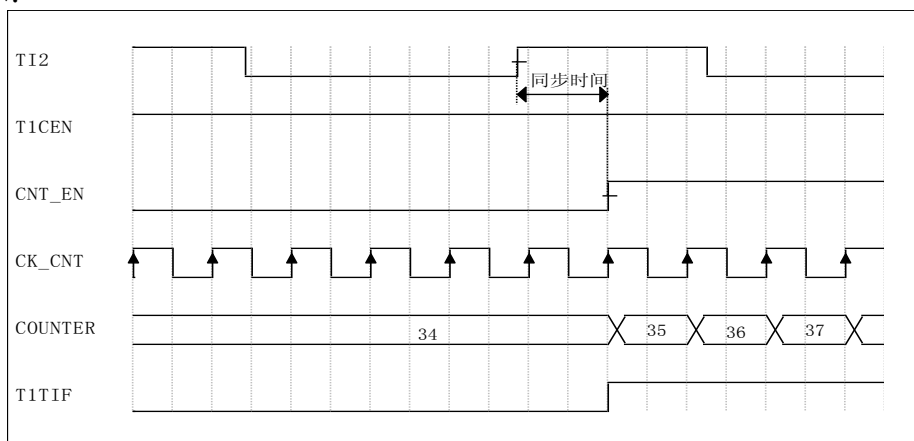 TI2
同步时间
T1CEN
CNT_EN
CK_CNT
COUNTER
34
35
36
37
T1TIF